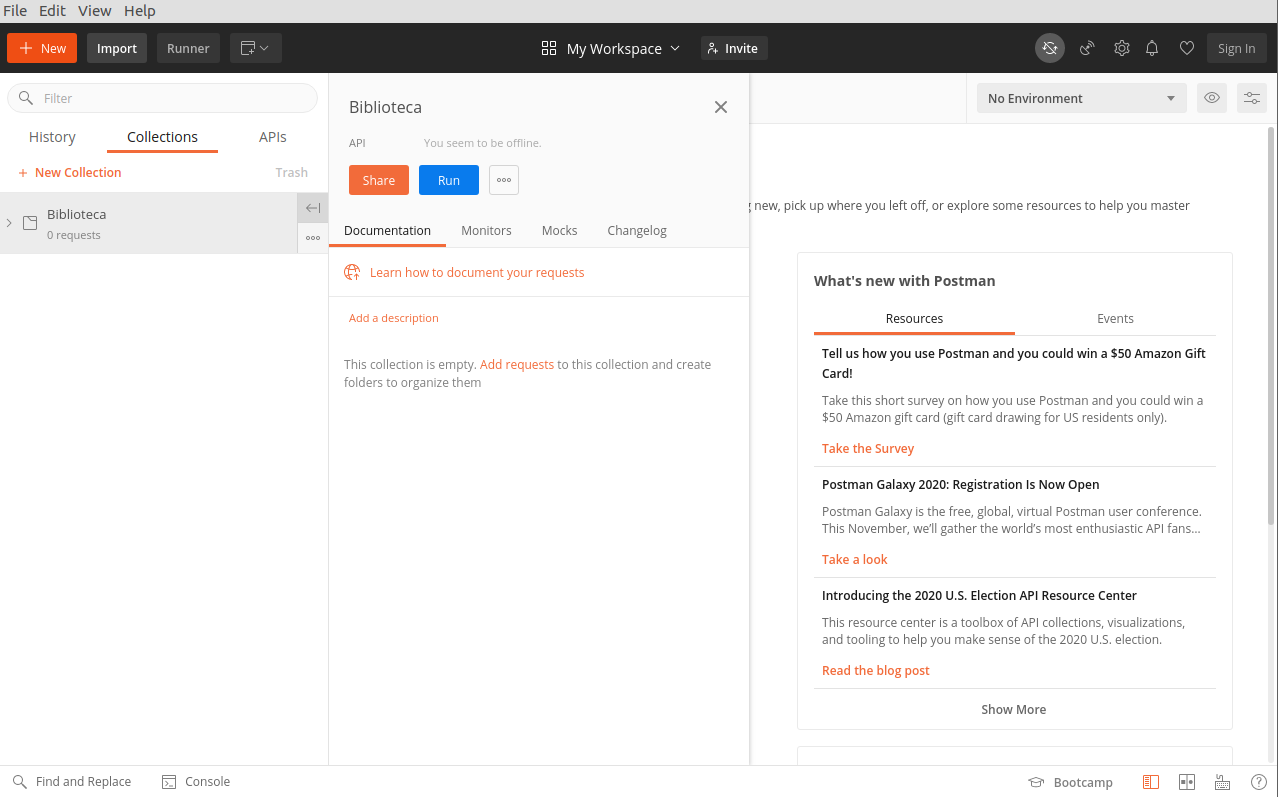 File Edit View Help
New Import Runner My Workspace Invite Sign In
Filter
History Collections APIs
+ New Collection Trash
Biblioteca
0 requests
Biblioteca
API You seem to be offline.
Share Run
Documentation Monitors Mocks Changelog
Learn how to document your requests
Add a description
This collection is empty. Add requests to this collection and create
folders to organize them
No Environment
new, pick up where you left off, or explore some resources to help you master
What's new with Postman
Resources Events
Tell us how you use Postman and you could win a $50 Amazon Gift
Card!
Take this short survey on how you use Postman and you could win a
$50 Amazon gift card (gift card drawing for US residents only).
Take the Survey
Postman Galaxy 2020: Registration Is Now Open
Postman Galaxy is the free, global, virtual Postman user conference.
This November, we’ll gather the world’s most enthusiastic API fans...
Take a look
Introducing the 2020 U.S. Election API Resource Center
This resource center is a toolbox of API collections, visualizations,
and tooling to help you make sense of the 2020 U.S. election.
Read the blog post
Show More
Find and Replace Console Bootcamp